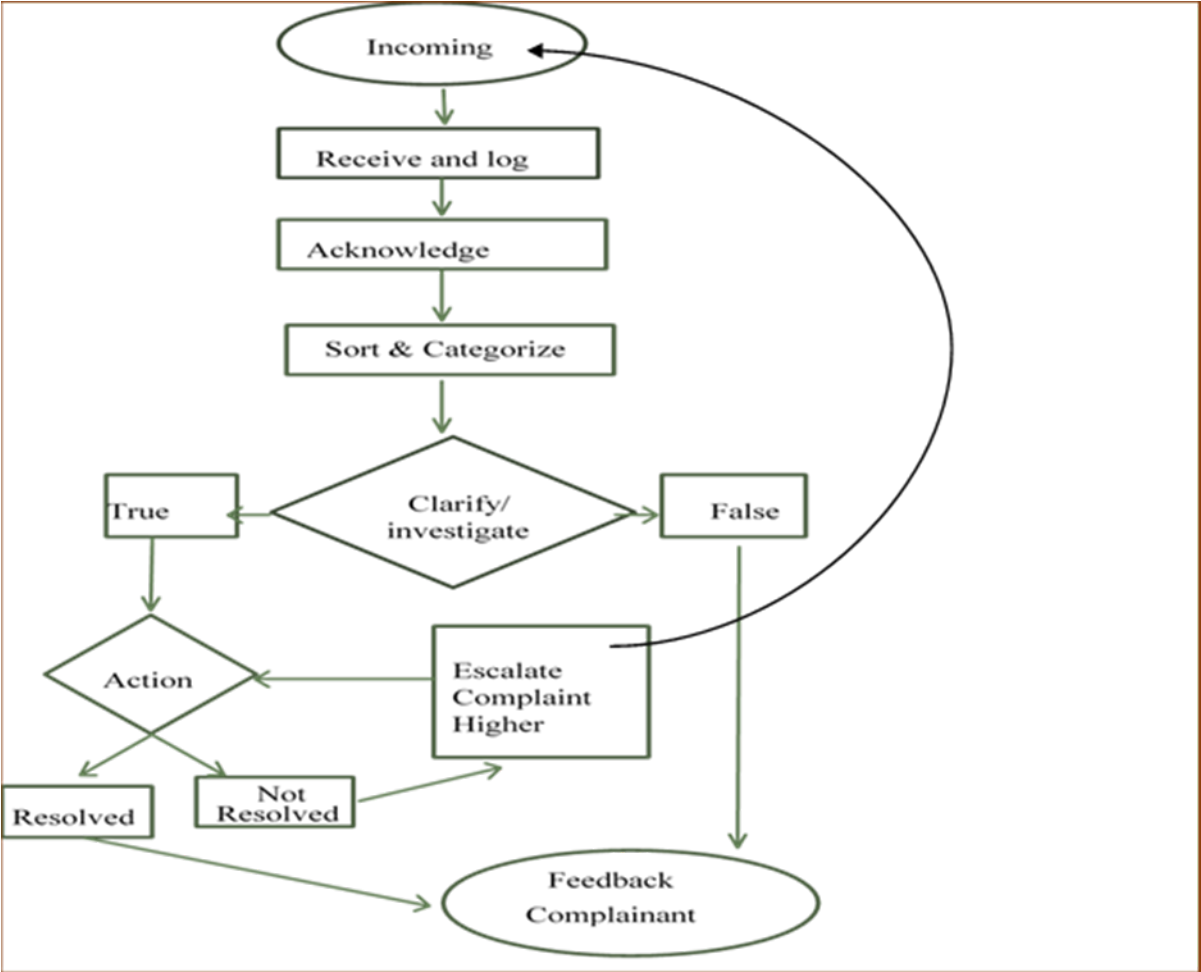 Incoming
Receive and log
Acknowledge
Sort & Categorize
True
Clarify/
investigate
False
Action
Escalate
Complaint
Higher
Resolved
Not
Resolved
Feedback
Complainant